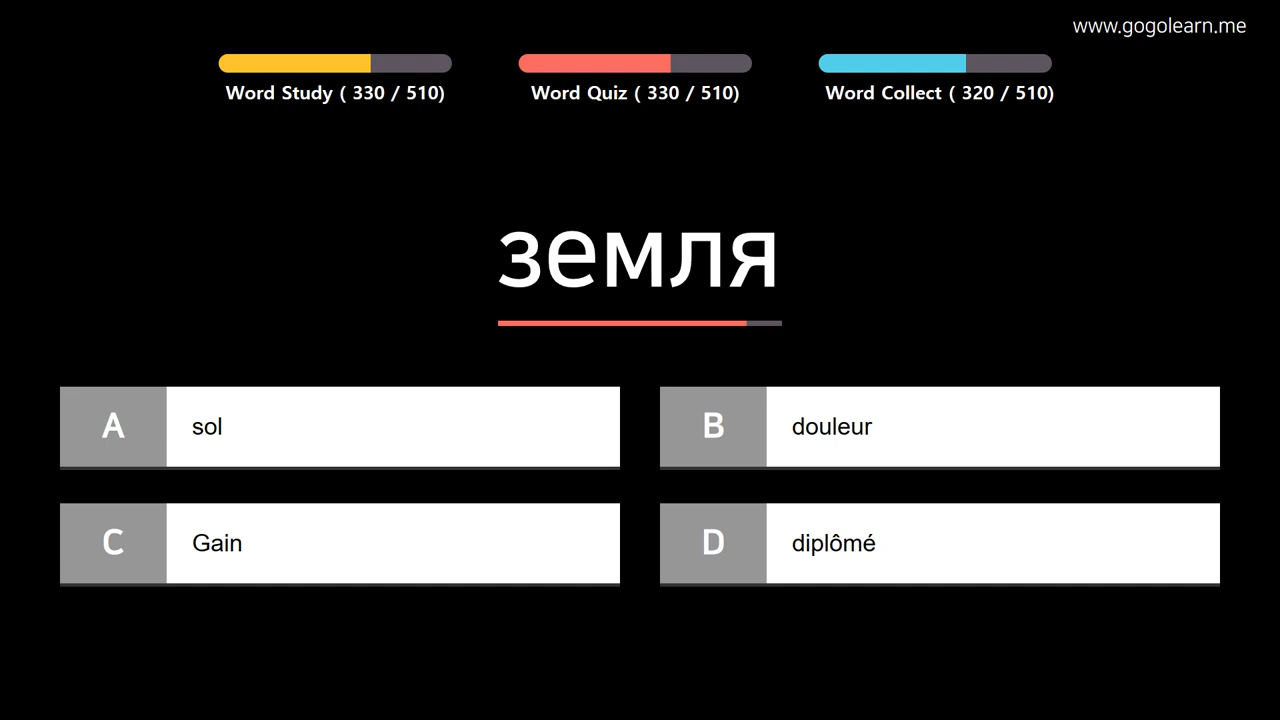 www.gogolearn.me
Word Study ( 330 / 510)
Word Quiz ( 330 / 510)
Word Collect ( 320 / 510)
земля
A sol
B douleur
C Gain
D diplômé